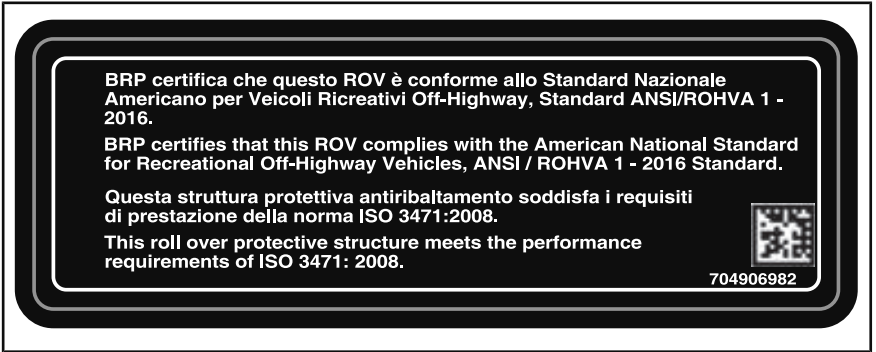 BRP certifica che questo ROV è conforme allo Standard Nazionale
Americano per Veicoli Ricreativi Off-Highway, Standard ANSI/ROHVA 1 -
2016.
BRP certifies that this ROV complies with the American National Standard
for Recreational Off-Highway Vehicles, ANSI / ROHVA 1 - 2016 Standard.
Questa struttura protettiva antiribaltamento soddisfa i requisiti
di prestazione della norma ISO 3471:2008.
This roll over protective structure meets the performance
requirements of ISO 3471: 2008.
704906982